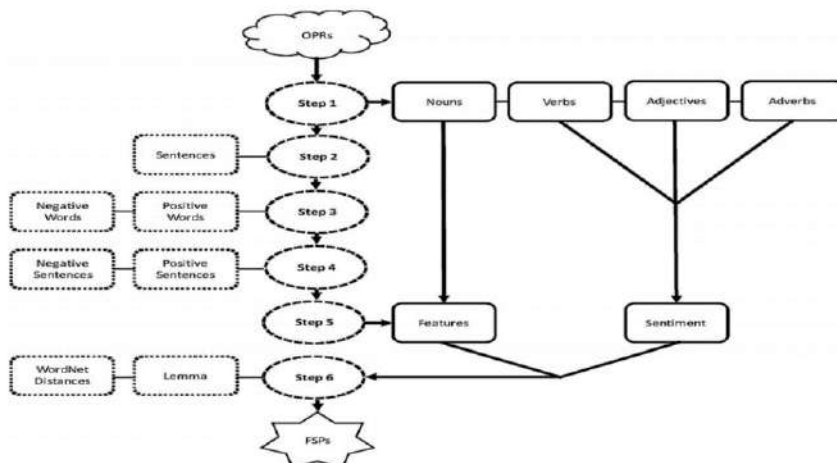 OPRs
Step 1
Nouns
Verbs
Adjectives
Adverbs
Sentences
Step 2
Negative
Words
Positive
Words
Step 3
Negative
Sentences
Positive
Sentences
Step 4
Step 5
Features
Sentiment
WordNet
Distances
Lemma
Step 6
FSPs